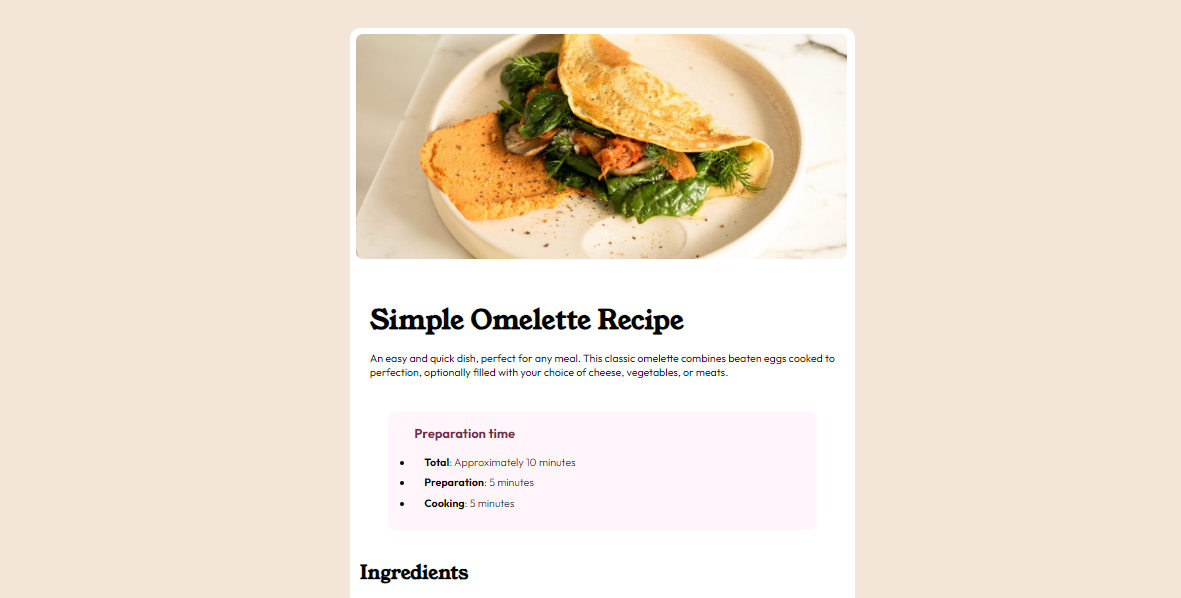 Simple Omelette Recipe
An easy and quick dish, perfect for any meal. This classic omelette combines beaten eggs cooked to
perfection, optionally filled with your choice of cheese, vegetables, or meats.
Preparation time
Total: Approximately 10 minutes
Preparation: 5 minutes
Cooking: 5 minutes
Ingredients